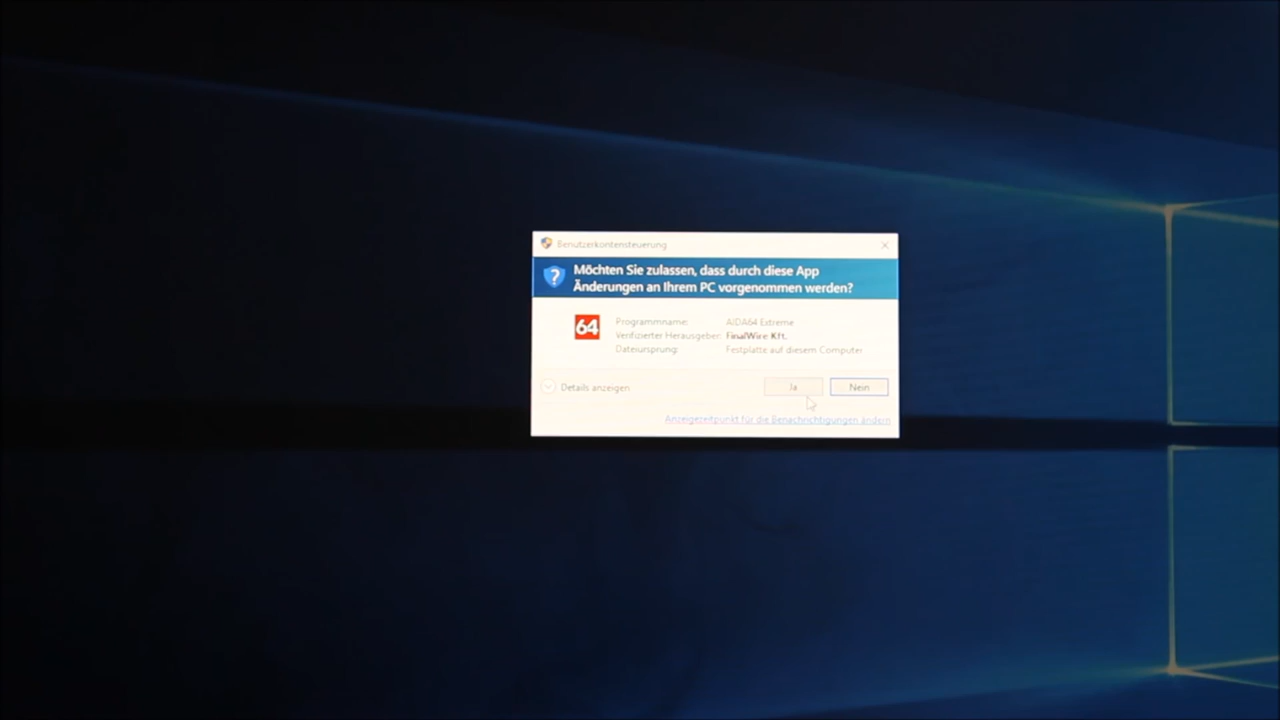 Benutzerkontensteuerung
Möchten Sie zulassen, dass durch diese App
Änderungen an Ihrem PC vorgenommen werden?
64
Programmname: AIDA64 Extreme
Verifizierter Herausgeber: FinalWire Kft.
Dateiursprung: Festplatte auf diesem Computer
Details anzeigen
Ja
Nein
Anzeigezeitpunkt für die Benachrichtigungen ändern